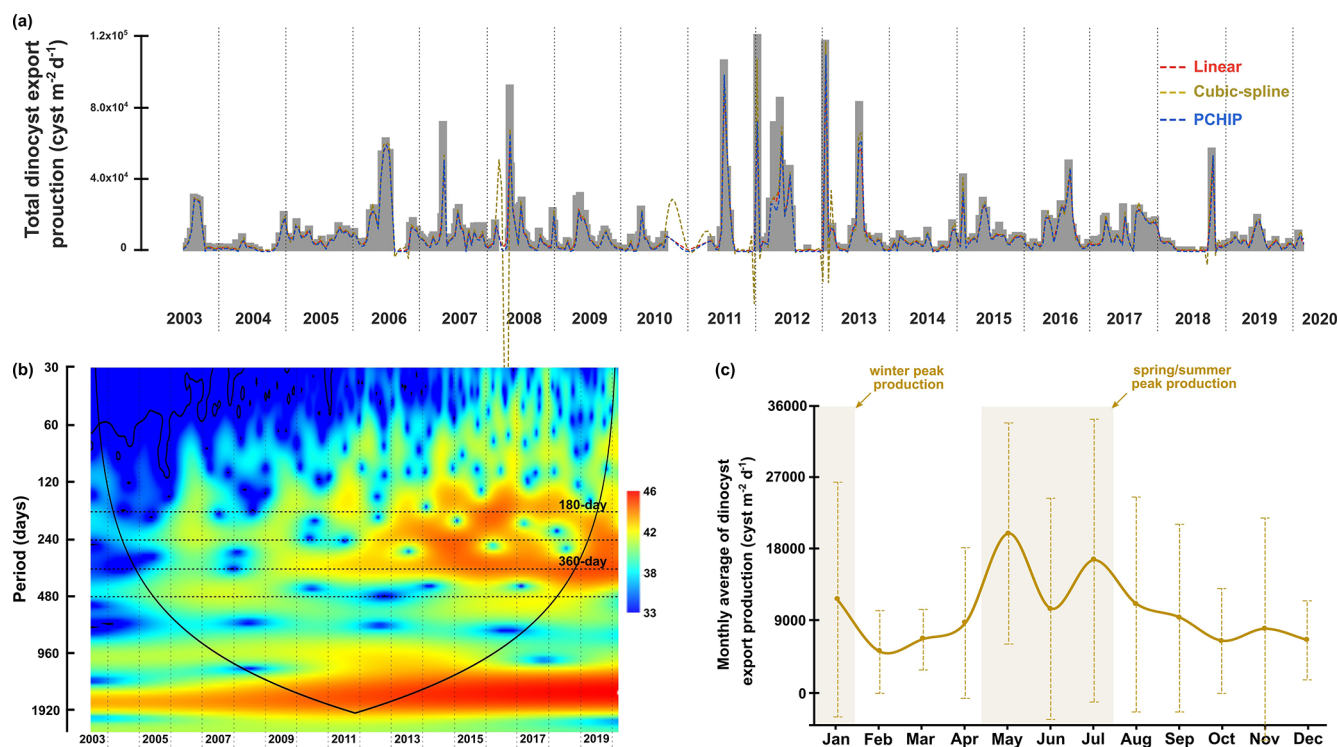 (a)
Total dinocyst export
prouction (cyst m⁻² d⁻¹)
1.2x10⁵
8.0x10⁴
4.0x10⁴
0
Linear
Cubic-spline
PCHIP
2003 2004 2005 2006 2007 2008 2009 2010 2011 2012 2013 2014 2015 2016 2017 2018 2019 2020
(b)
Period (days)
30
60
120
240
480
960
1920
180-day
360-day
46
42
38
33
2003 2005 2007 2009 2011 2013 2015 2017 2019
(c)
winter peak
production
spring/summer
peak production
Monthly average of dinocyst
export production (cyst m⁻² d⁻¹)
36000
27000
18000
9000
0
Jan Feb Mar Apr May Jun Jul Aug Sep Oct Nov Dec